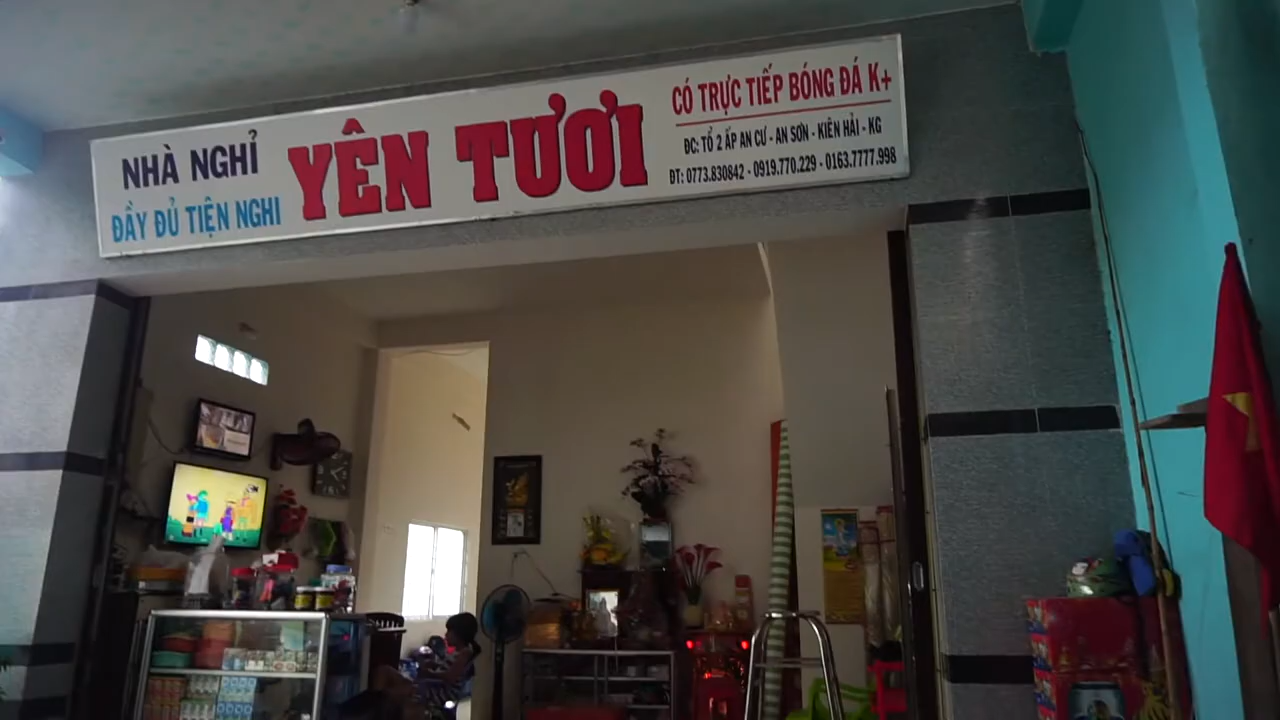 NHÀ NGHỈ
ĐẦY ĐỦ TIỆN NGHI
YÊN TƯƠI
CÓ TRỰC TIẾP BÓNG ĐÁ K+
ĐC: TỔ 2 ẤP AN CƯ - AN SƠN - KIÊN HẢI - KG
ĐT: 0773.830842 - 0919.770.229 - 0163.7777.998